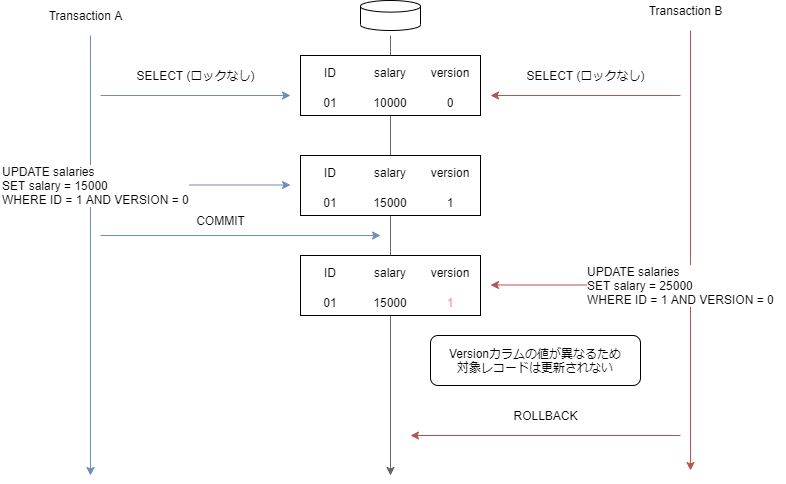 Transaction A
Transaction B
SELECT (ロックなし)
ID salary version
01 10000 0
SELECT (ロックなし)
UPDATE salaries
SET salary = 15000
WHERE ID = 1 AND VERSION = 0
ID salary version
01 15000 1
COMMIT
ID salary version
01 15000 1
UPDATE salaries
SET salary = 25000
WHERE ID = 1 AND VERSION = 0
Versionカラムの値が異なるため
対象レコードは更新されない
ROLLBACK